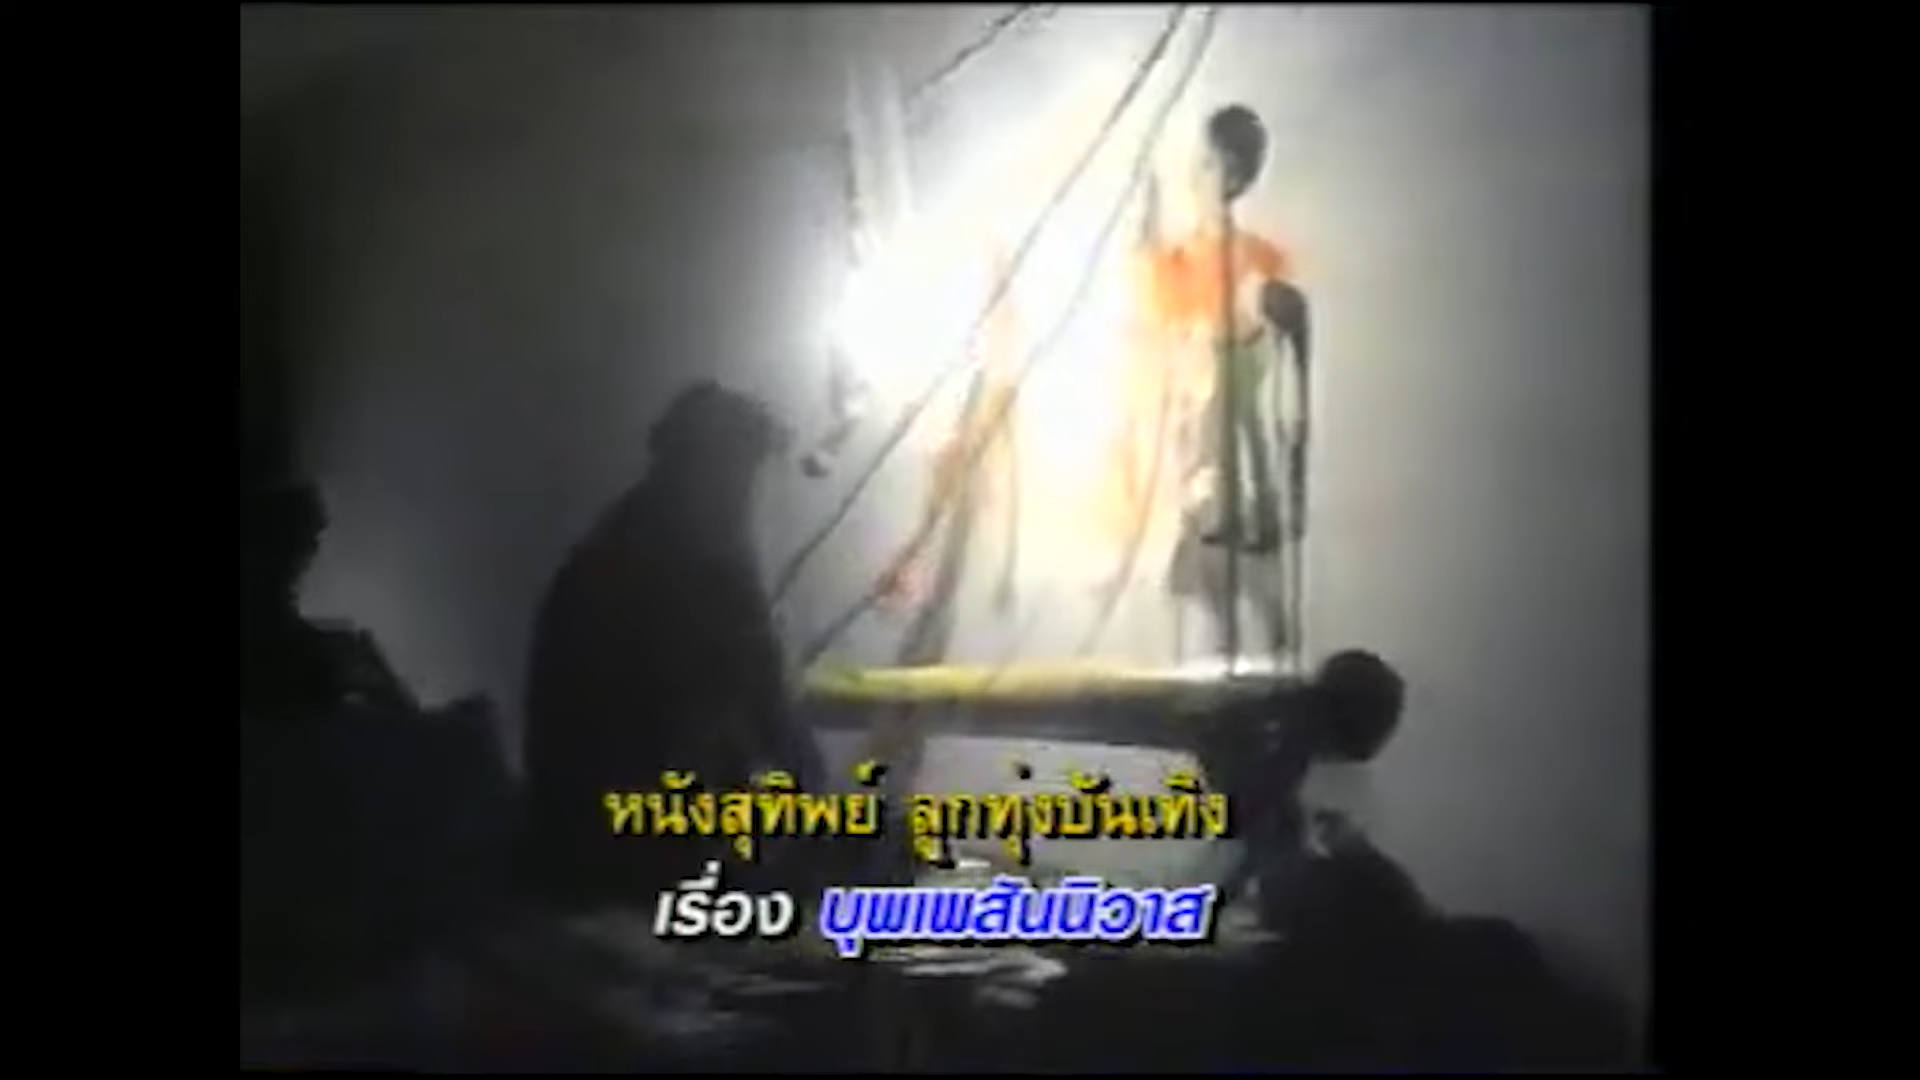 หนังสุทิพย์ ลูกทุ่งบันเทิง
เรื่อง บุพเพสันนิวาส